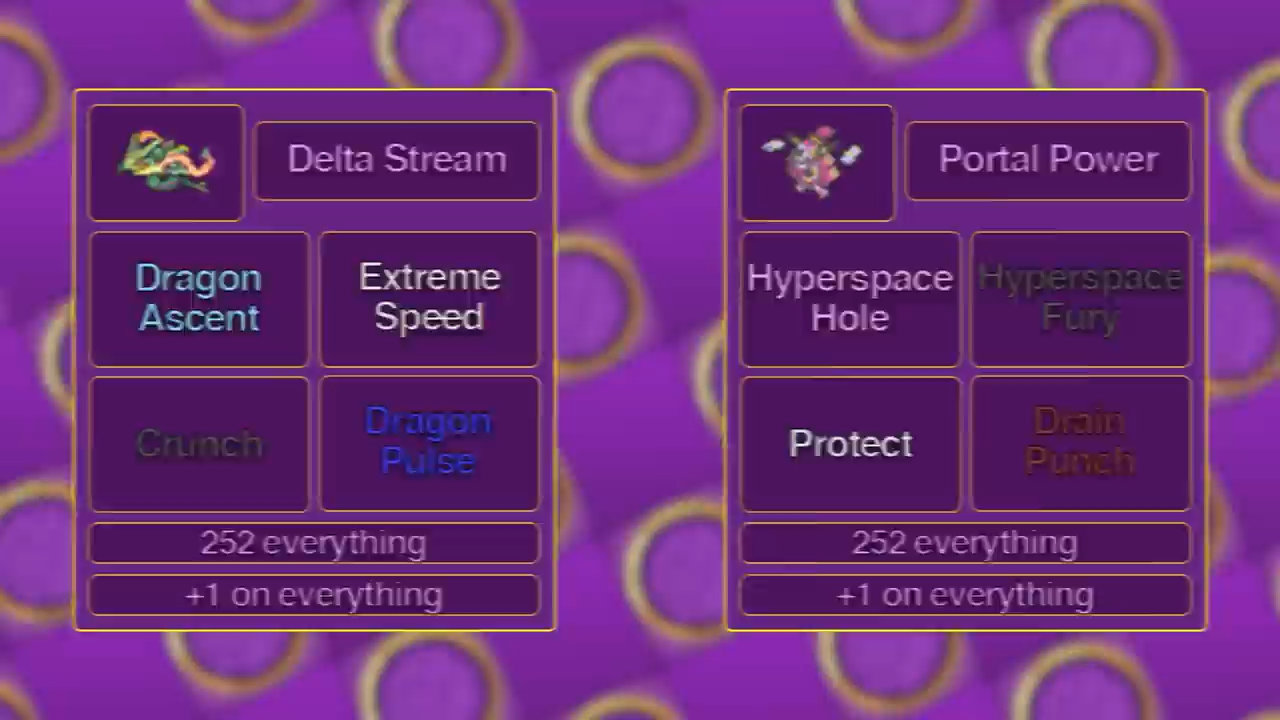 Delta Stream
Dragon
Ascent
Extreme
Speed
Crunch
Dragon
Pulse
252 everything
+1 on everything
Portal Power
Hyperspace
Hole
Hyperspace
Fury
Protect
Drain
Punch
252 everything
+1 on everything